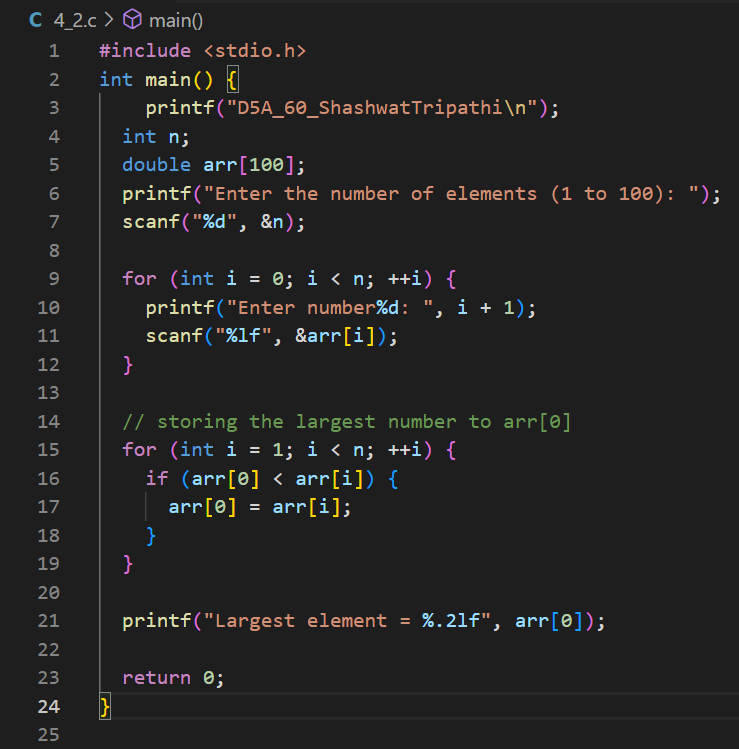 C 4_2.c > main()
1 #include <stdio.h>
2 int main() {
3     printf("D5A_60_ShashwatTripathi\n");
4   int n;
5   double arr[100];
6   printf("Enter the number of elements (1 to 100): ");
7   scanf("%d", &n);
8
9   for (int i = 0; i < n; ++i) {
10     printf("Enter number%d: ", i + 1);
11     scanf("%lf", &arr[i]);
12   }
13
14   // storing the largest number to arr[0]
15   for (int i = 1; i < n; ++i) {
16     if (arr[0] < arr[i]) {
17       arr[0] = arr[i];
18     }
19   }
20
21   printf("Largest element = %.2lf", arr[0]);
22
23   return 0;
24 }
25